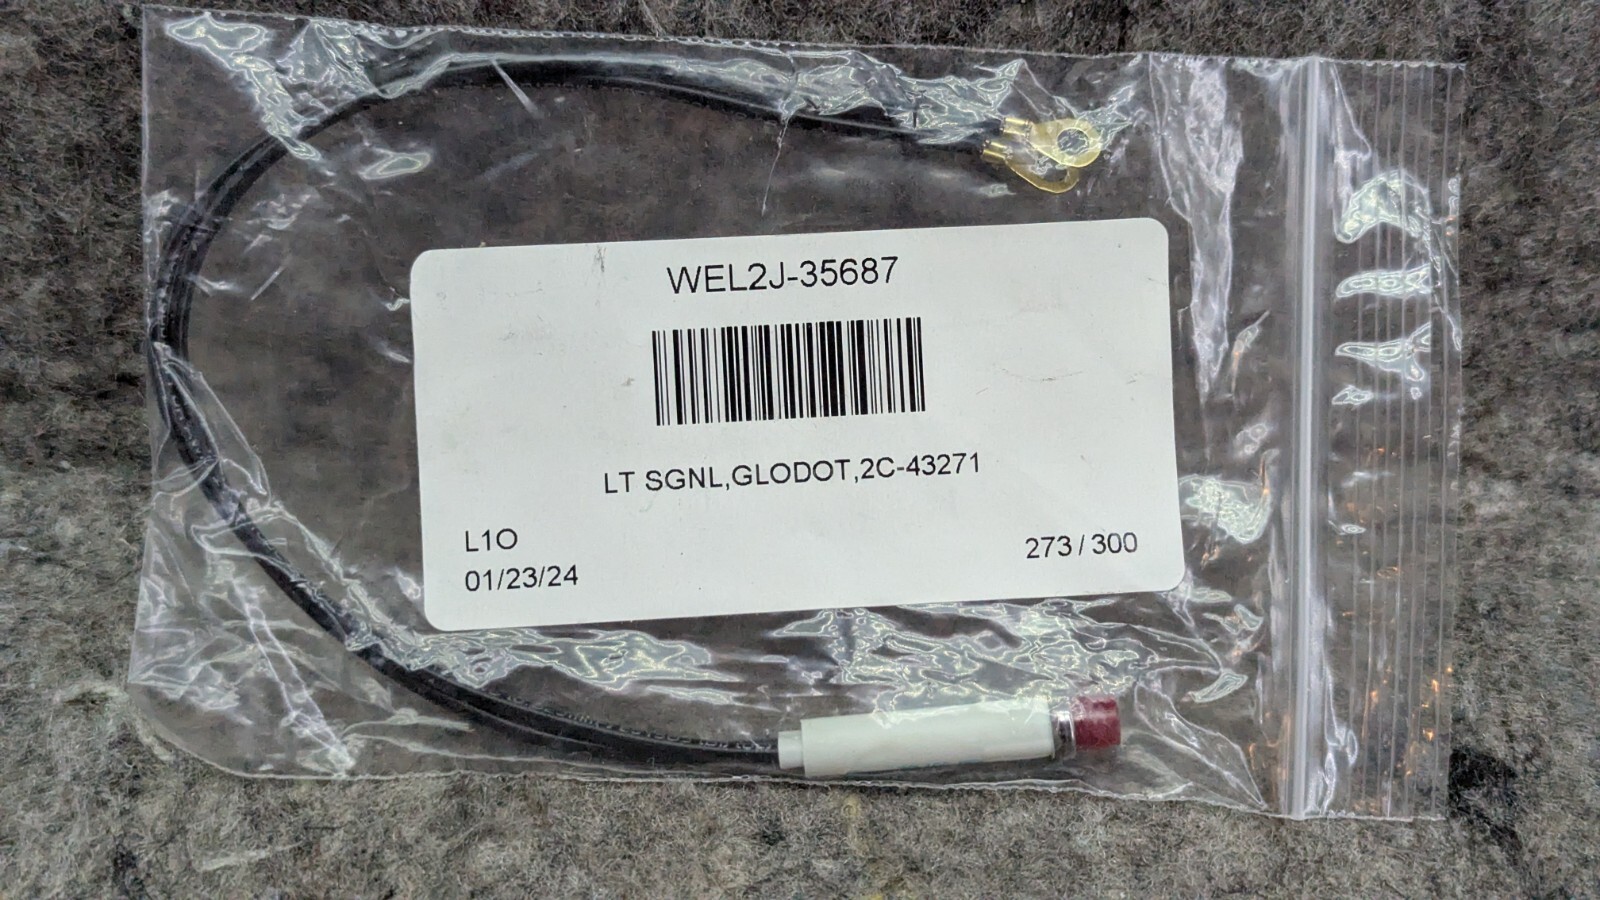 WEL2J-35687
LT SGNL,GLODOT,2C-43271
L1O
01/23/24
273/300